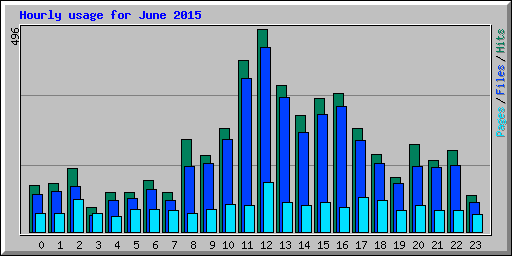 Hourly usage for June 2015
496
Pages/Files/Hits
0 1 2 3 4 5 6 7 8 9 10 11 12 13 14 15 16 17 18 19 20 21 22 23